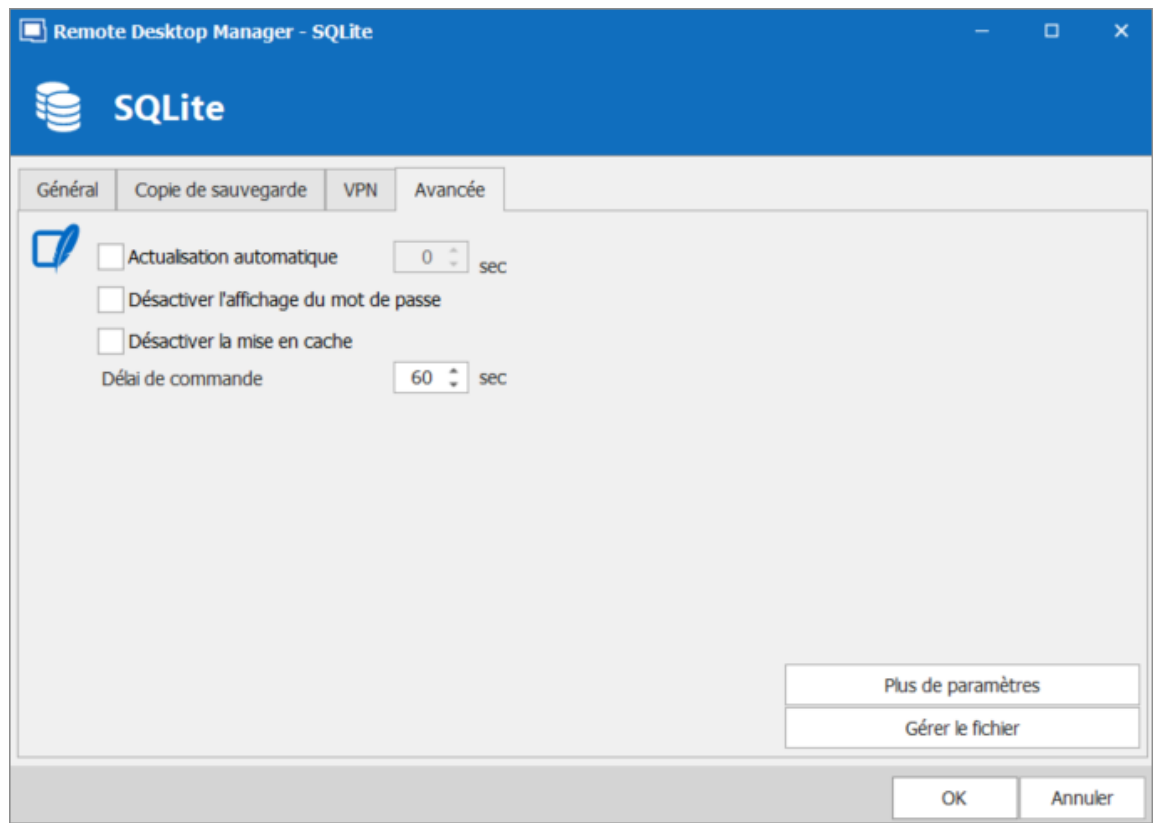 Remote Desktop Manager - SQLite
SQLite
Général Copie de sauvegarde VPN Avancée
Actualisation automatique 0 sec
Désactiver l'affichage du mot de passe
Désactiver la mise en cache
Délai de commande 60 sec
Plus de paramètres
Gérer le fichier
OK Annuler